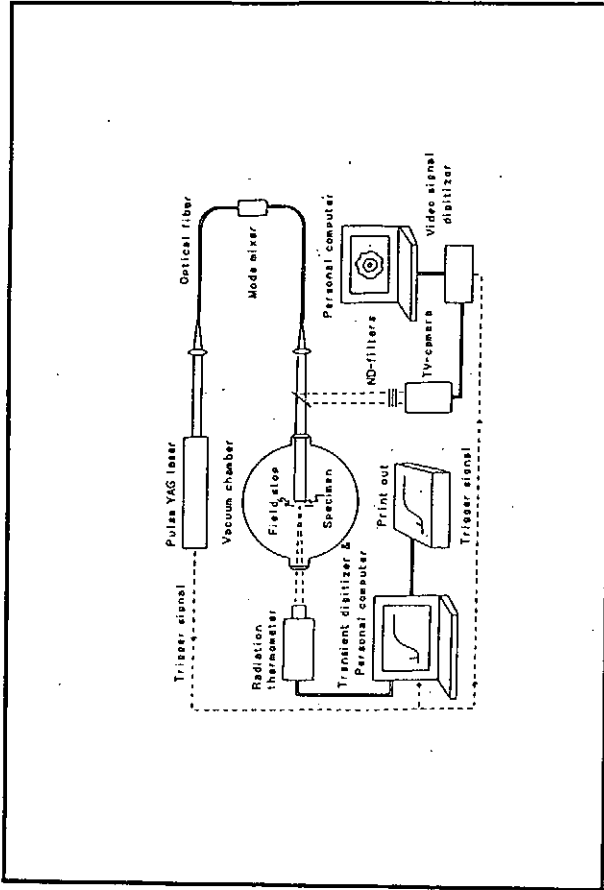 Optical fiber
Mode mixer
Pulse YAG laser
Trigger signal
Vacuum chamber
Field stop
Specimen
Radiation
thermometer
Personal computer
ND-filters
TV-camera
Video signal
digitizer
Transient digitizer &
Personal computer
Print out
Trigger signal